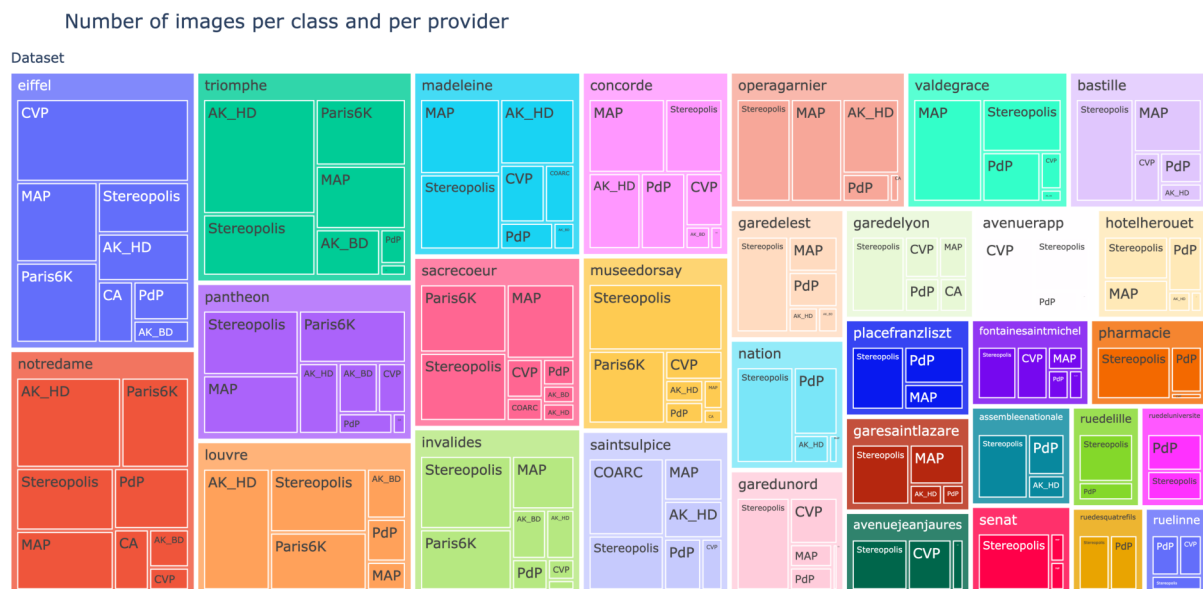 Number of images per class and per provider
Dataset
eiffel
CVP
MAP
Stereopolis
AK_HD
Paris6K
CA
PdP
AK_BD
notredame
AK_HD
Paris6K
Stereopolis
PdP
MAP
CA
AK_BD
CVP
triomphe
AK_HD
Paris6K
MAP
Stereopolis
AK_BD
PdP
pantheon
Stereopolis
Paris6K
MAP
AK_HD
AK_BD
CVP
PdP
louvre
AK_HD
Stereopolis
AK_BD
Paris6K
PdP
MAP
madeleine
MAP
AK_HD
Stereopolis
CVP
COARC
PdP
sacrecoeur
Paris6K
MAP
Stereopolis
CVP
PdP
COARC
AK_BD
AK_HD
invalides
Stereopolis
MAP
Paris6K
AK_BD
AK_HD
PdP
CVP
concorde
MAP
Stereopolis
AK_HD
PdP
CVP
AK_BD
museedorsay
Stereopolis
Paris6K
CVP
AK_HD
MAP
PdP
CA
saintsulpice
COARC
MAP
AK_HD
Stereopolis
PdP
CVP
operagarnier
Stereopolis
MAP
AK_HD
PdP
CA
valdegrace
MAP
Stereopolis
PdP
CVP
bastille
Stereopolis
MAP
CVP
PdP
AK_HD
garedelest
Stereopolis
MAP
PdP
AK_HD
garedelyon
Stereopolis
CVP
MAP
PdP
CA
avenuerapp
CVP
Stereopolis
PdP
hotelherouet
Stereopolis
PdP
MAP
AK_HD
nation
Stereopolis
PdP
AK_HD
garedunord
Stereopolis
CVP
MAP
PdP
placefranzliszt
Stereopolis
PdP
MAP
fontainesaintmichel
Stereopolis
CVP
MAP
PdP
pharmacie
Stereopolis
PdP
garesaintlazare
Stereopolis
MAP
AK_HD
PdP
assembleenationale
Stereopolis
PdP
AK_HD
ruedelille
Stereopolis
PdP
ruedeluniversite
PdP
Stereopolis
avenuejeanjaures
Stereopolis
CVP
senat
Stereopolis
ruedesquatrefils
Stereopolis
PdP
ruelinne
PdP
CVP
Stereopolis